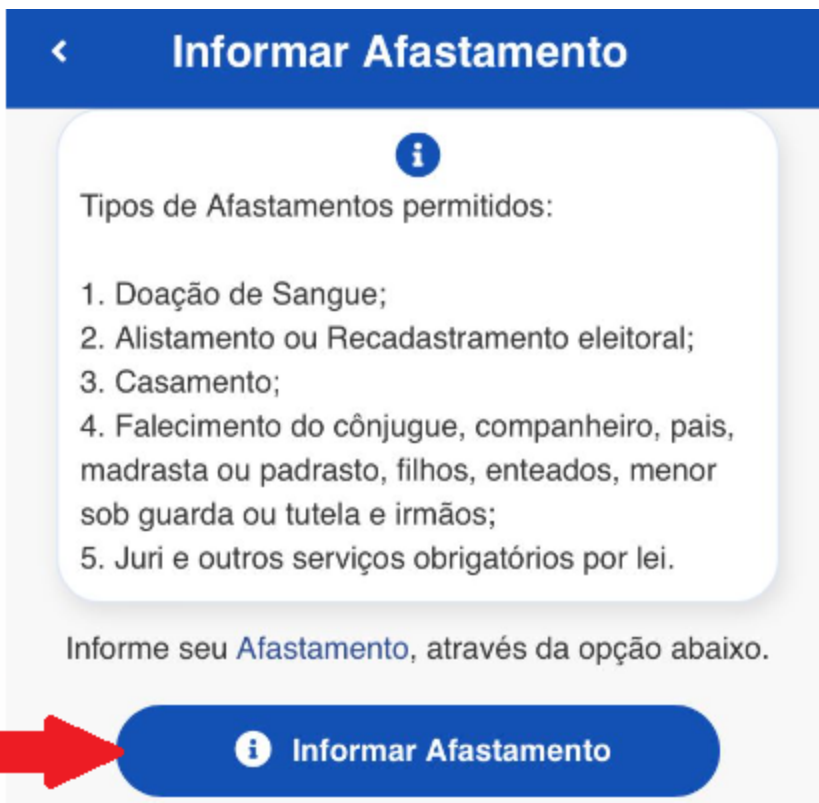 Informar Afastamento
Tipos de Afastamentos permitidos:
1. Doação de Sangue;
2. Alistamento ou Recadastramento eleitoral;
3. Casamento;
4. Falecimento do cônjugue, companheiro, pais,
madrasta ou padrasto, filhos, enteados, menor
sob guarda ou tutela e irmãos;
5. Juri e outros serviços obrigatórios por lei.
Informe seu Afastamento, através da opção abaixo.
Informar Afastamento